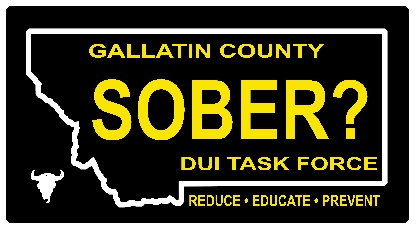 GALLATIN COUNTY
SOBER?
DUI TASK FORCE
REDUCE • EDUCATE • PREVENT